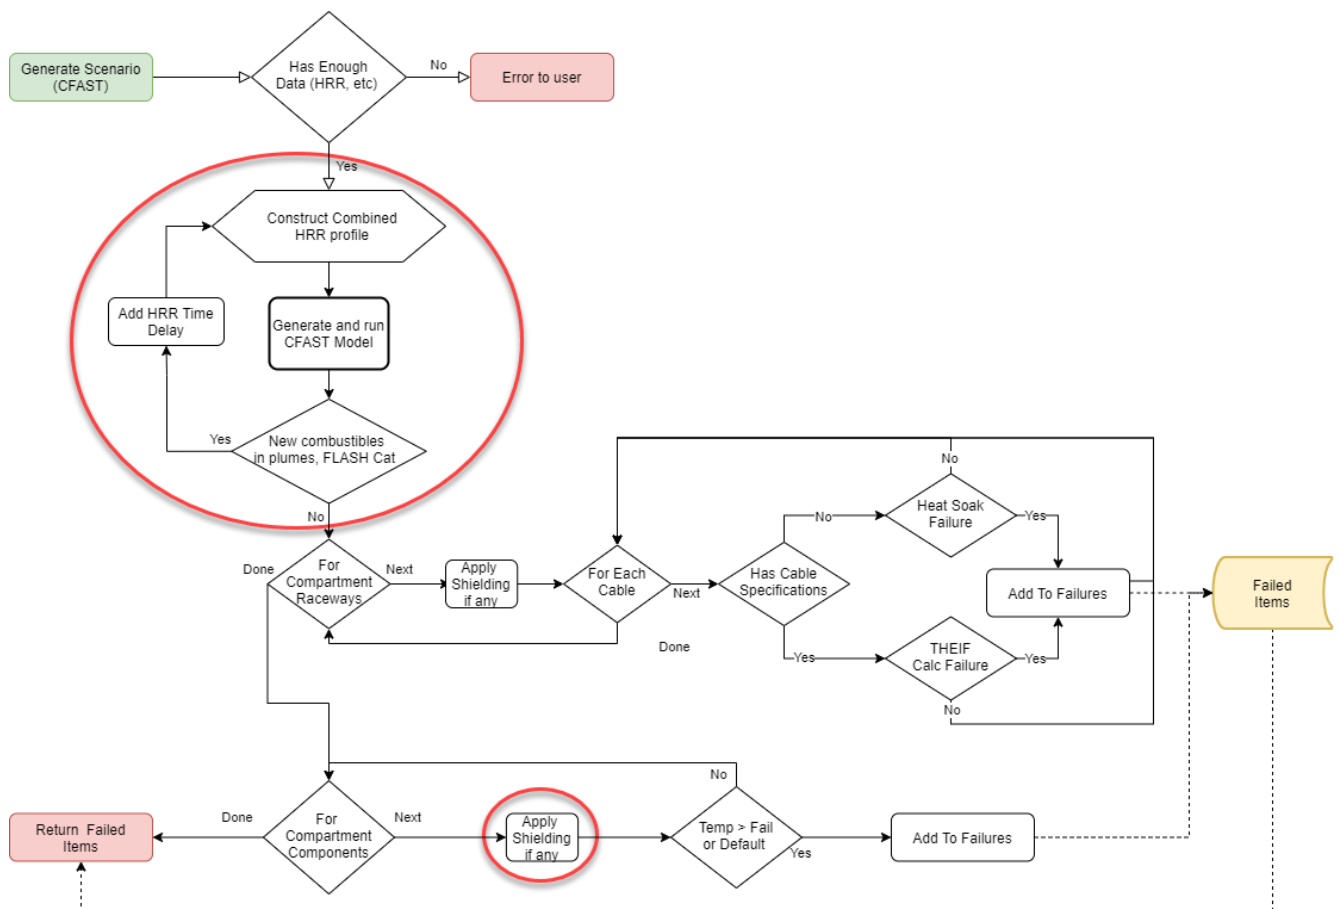 Generate Scenario
(CFAST)
Has Enough
Data (HRR, etc)
No
Error to user
Yes
Construct Combined
HRR profile
Add HRR Time
Delay
Generate and run
CFAST Model
Yes
New combustibles
in plumes, FLASH Cat
No
Done
For
Compartment
Raceways
Next
Apply
Shielding
if any
For Each
Cable
Next
Done
Has Cable
Specifications
No
No
Heat Soak
Failure
Yes
Yes
THEIF
Calc Failure
Yes
No
Add To Failures
Failed
Items
Return Failed
Items
Done
For
Compartment
Components
Next
Apply
Shielding
if any
No
Temp > Fail
or Default
Yes
Add To Failures